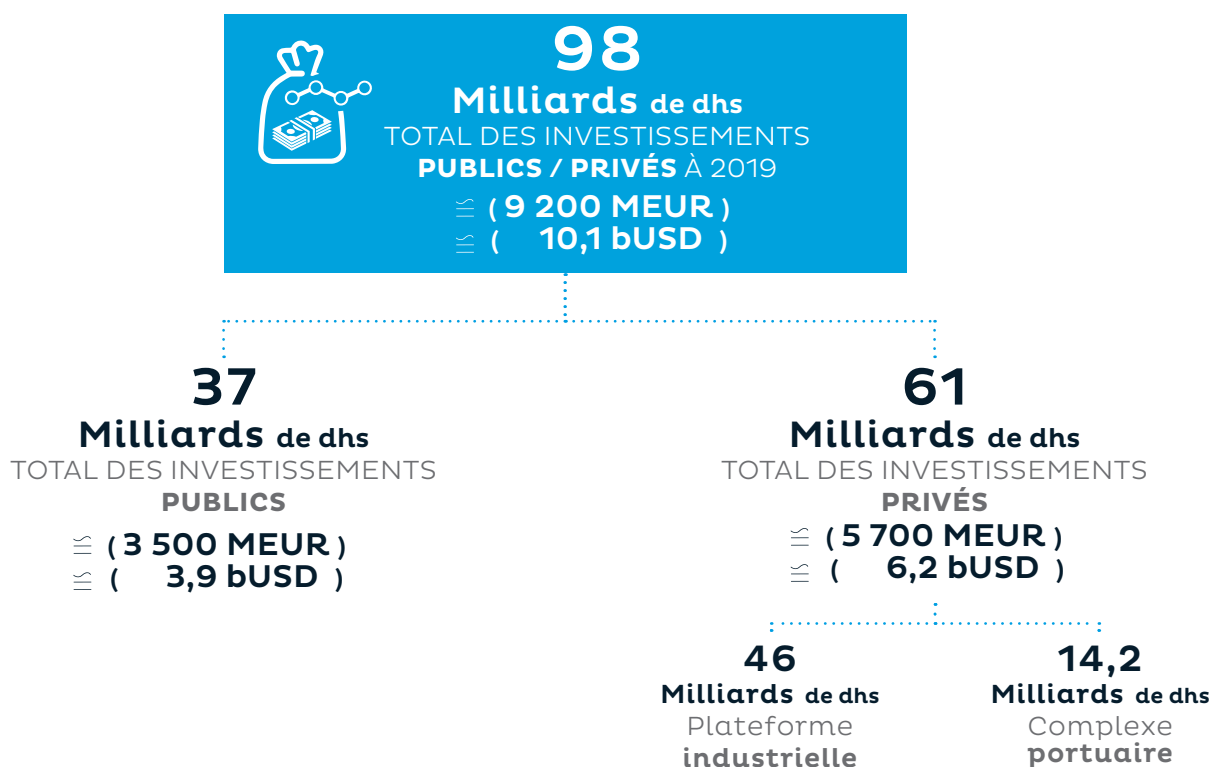 98
Milliards de dhs
TOTAL DES INVESTISSEMENTS
PUBLICS / PRIVÉS À 2019
≌ ( 9 200 MEUR )
≌ ( 10,1 bUSD )
37
Milliards de dhs
TOTAL DES INVESTISSEMENTS
PUBLICS
≌ ( 3 500 MEUR )
≌ ( 3,9 bUSD )
61
Milliards de dhs
TOTAL DES INVESTISSEMENTS
PRIVÉS
≌ ( 5 700 MEUR )
≌ ( 6,2 bUSD )
46
Milliards de dhs
Plateforme
industrielle
14,2
Milliards de dhs
Complexe
portuaire